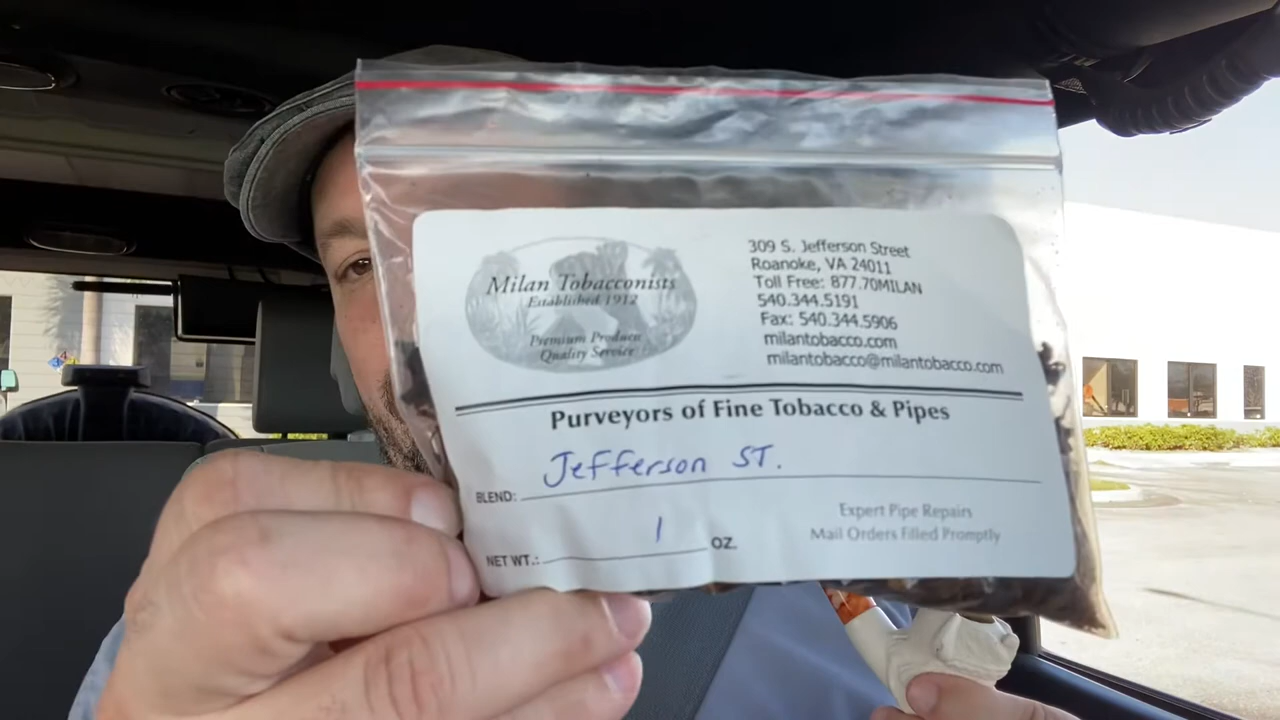 Milan Tobacconists
Established 1912
Premium Products
Quality Service
309 S. Jefferson Street
Roanoke, VA 24011
Toll Free: 877.70MILAN
540.344.5191
Fax: 540.344.5906
milantobacco.com
milantobacco@milantobacco.com
Purveyors of Fine Tobacco & Pipes
BLEND: Jefferson ST.
NET WT.: 1 OZ.
Expert Pipe Repairs
Mail Orders Filled Promptly